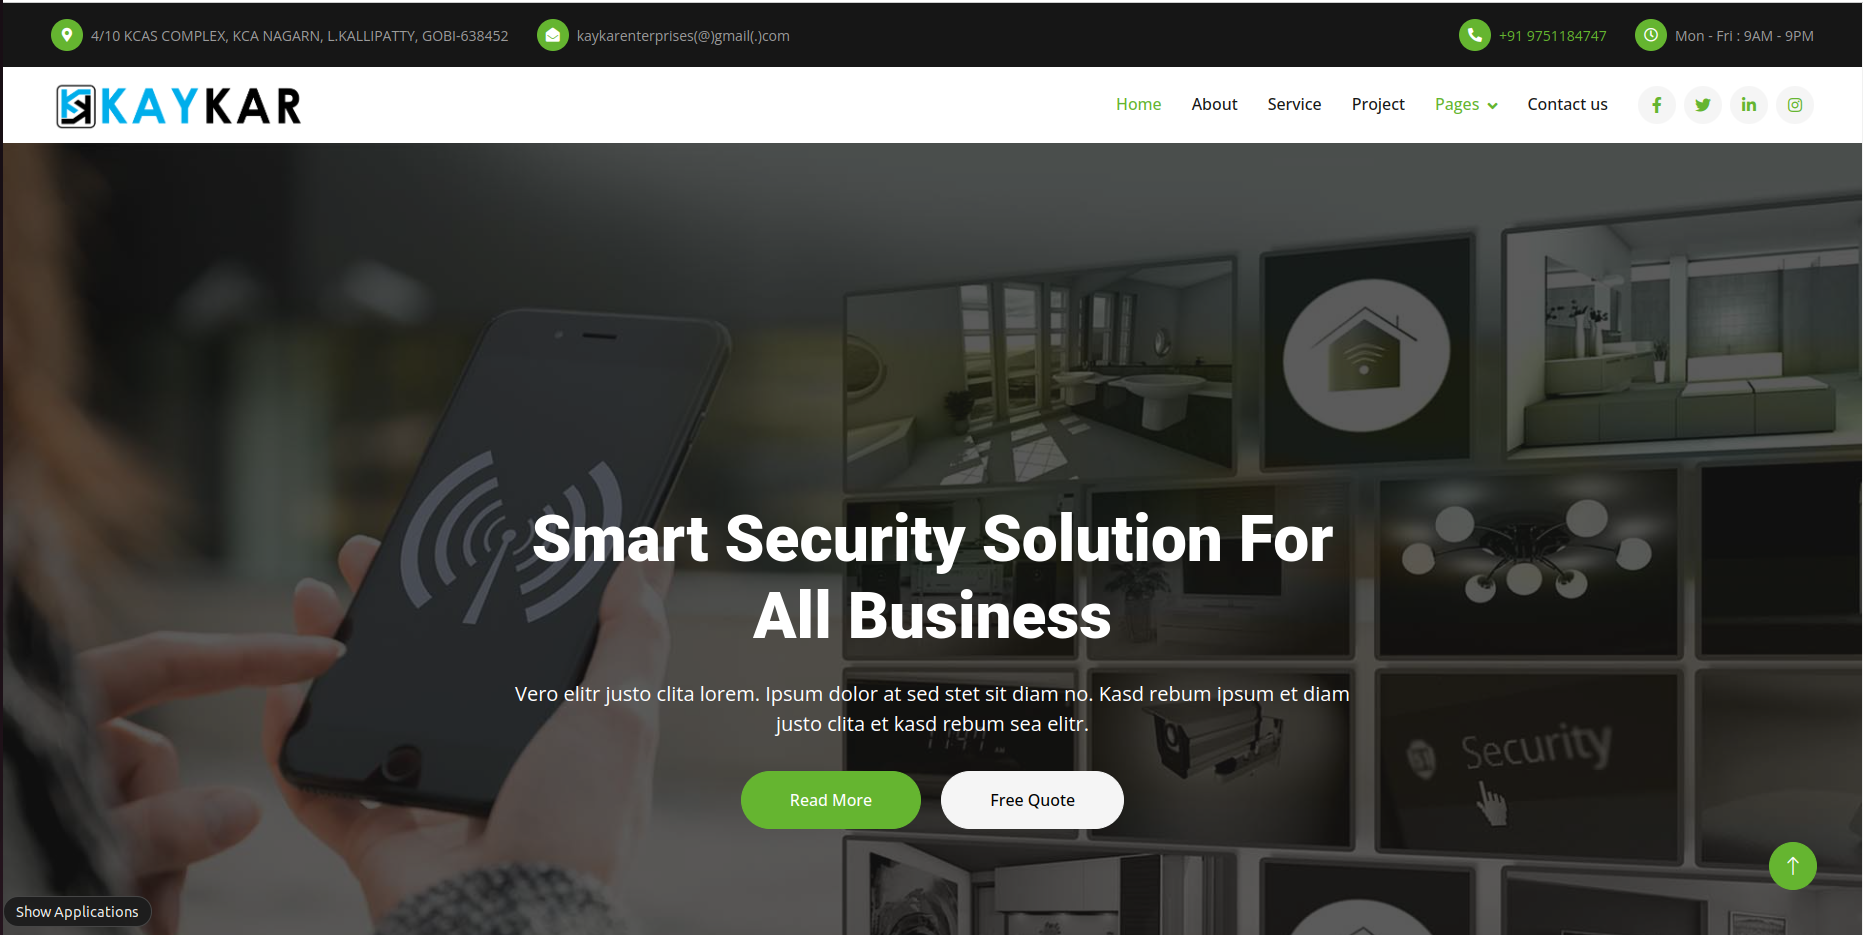 4/10 KCAS COMPLEX, KCA NAGARN, L.KALLIPATTY, GOBI-638452
kaykarenterprises(@)gmail(.)com
+91 9751184747
Mon - Fri : 9AM - 9PM
KAYKAR
Home
About
Service
Project
Pages
Contact us
Smart Security Solution For
All Business
Vero elitr justo clita lorem. Ipsum dolor at sed stet sit diam no. Kasd rebum ipsum et diam
justo clita et kasd rebum sea elitr.
Security
Read More
Free Quote
Show Applications